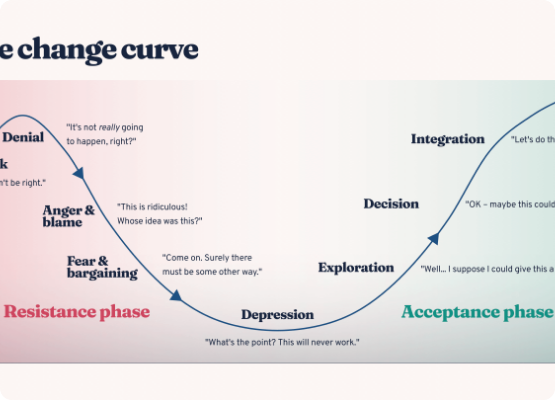 e change curve
Denial
"It's not really going
to happen, right?"
k
n't be right."
Anger &
blame
"This is ridiculous!
Whose idea was this?"
Fear &
bargaining
"Come on. Surely there
must be some other way."
Resistance phase
Depression
"What's the point? This will never work."
Exploration
"Well... I suppose I could give this a
Decision
"OK – maybe this could
Integration
"Let's do th
Acceptance phase